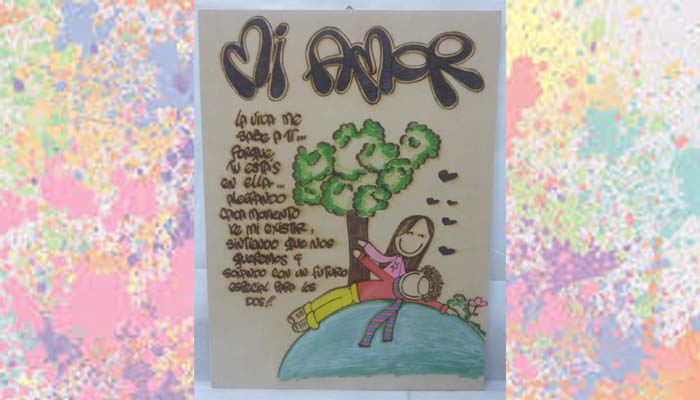 Mi AMOR
LA VIDA ME
SABE A TI...
PORQUE
TU ESTAS
EN ELLA...
ALEGRANDO
CADA MOMENTO
DE MI EXISTIR,
SINTIENDO QUE NOS
QUEREMOS Y
SOÑANDO CON UN FUTURO
ESPECIAL PARA LOS
DOS!!